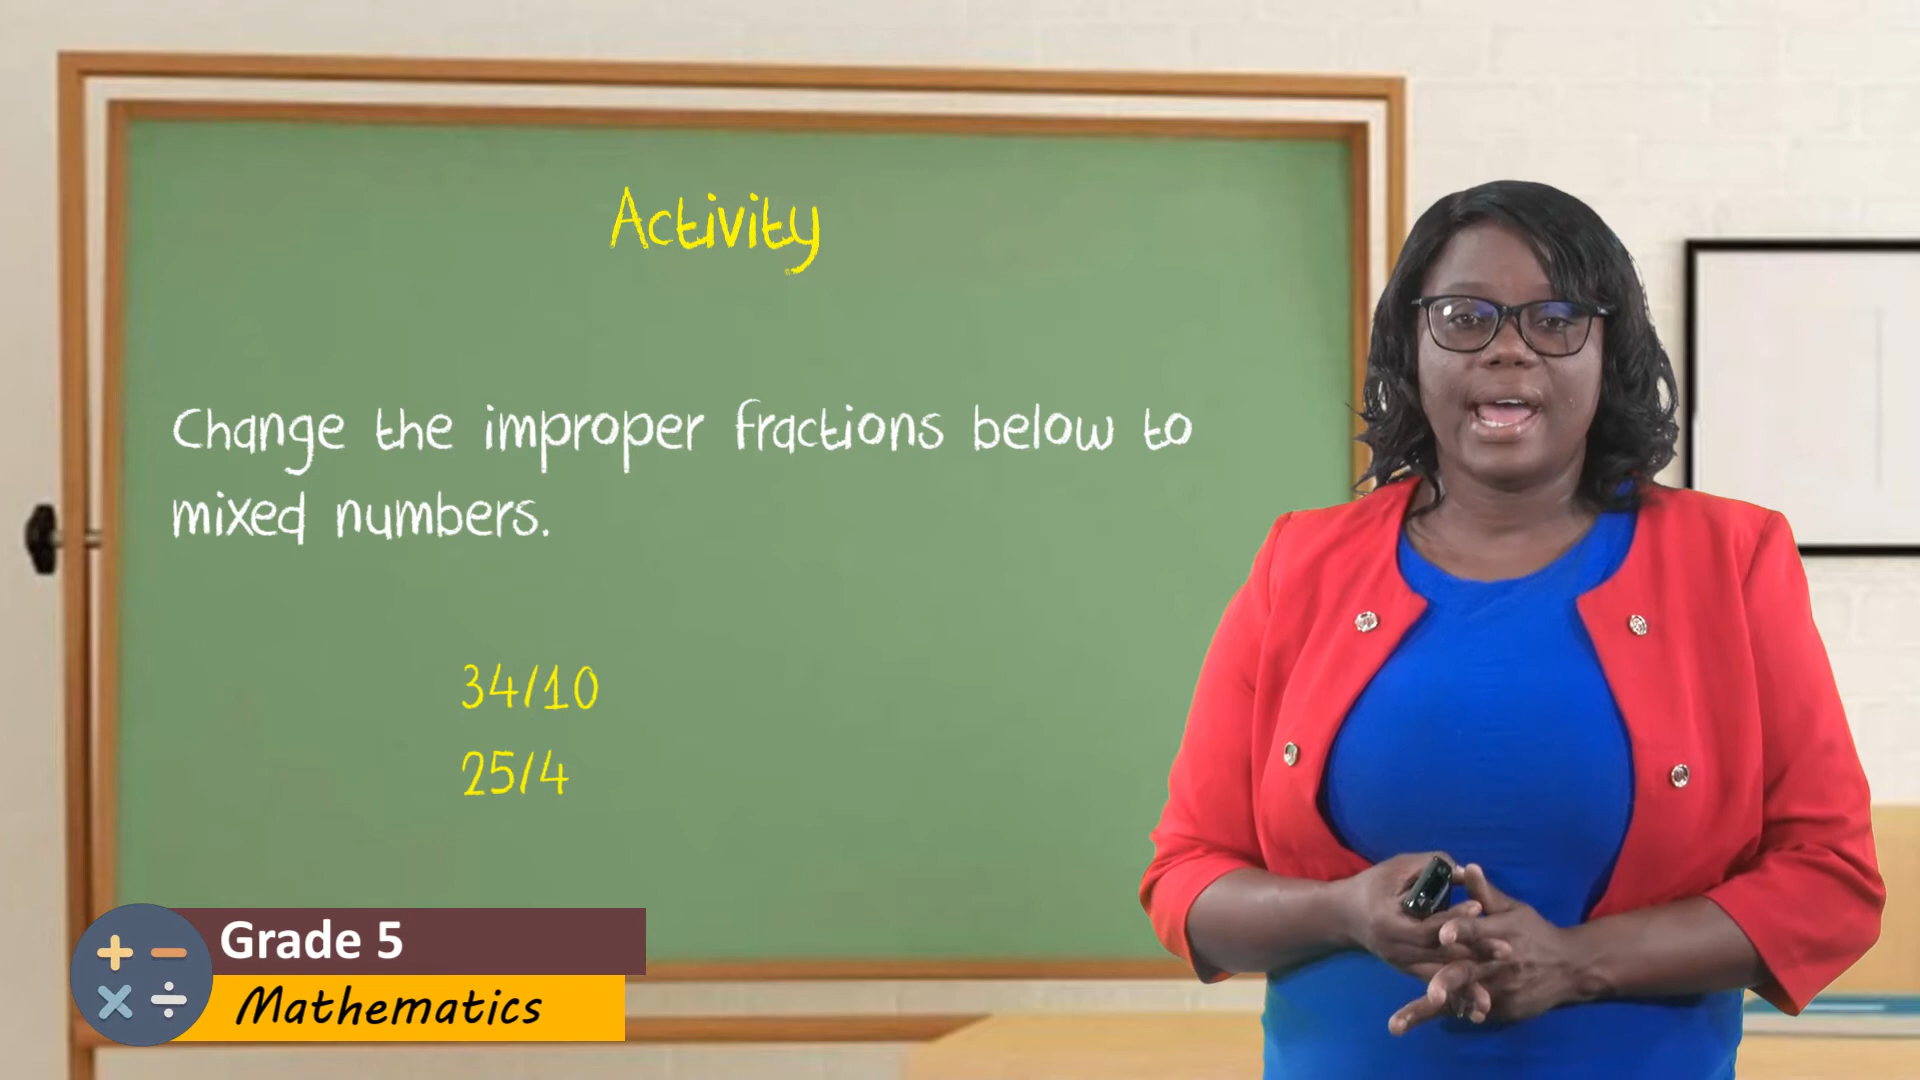 Activity
Change the improper fractions below to
mixed numbers.
34/10
25/4
Grade 5
Mathematics